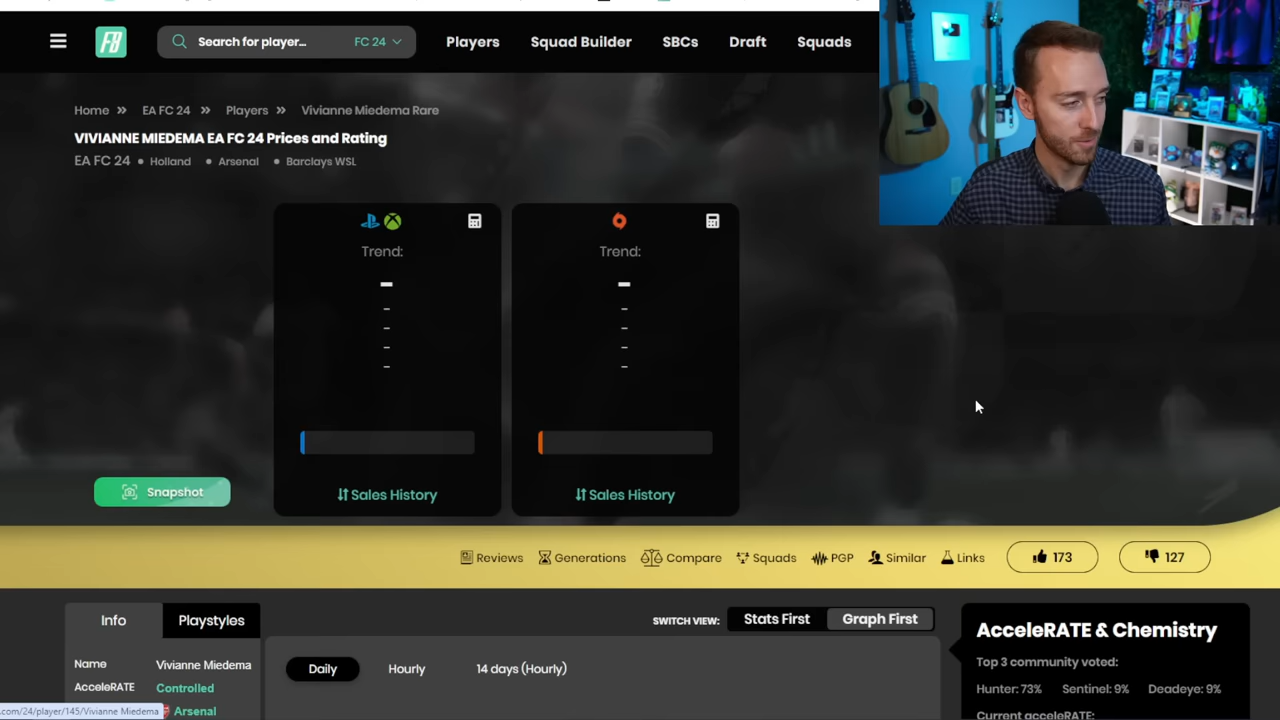 FB
Search for player...
FC 24
Players
Squad Builder
SBCs
Draft
Squads
Home » EA FC 24 » Players » Vivianne Miedema Rare
VIVIANNE MIEDEMA EA FC 24 Prices and Rating
EA FC 24 • Holland • Arsenal • Barclays WSL
Trend:
Trend:
-
-
-
-
-
-
-
-
-
-
Sales History
Sales History
Snapshot
Reviews
Generations
Compare
Squads
PGP
Similar
Links
173
127
Info
Playstyles
SWITCH VIEW:
Stats First
Graph First
Name
Vivianne Miedema
AcceleRATE
Controlled
Arsenal
Daily
Hourly
14 days (Hourly)
AcceleRATE & Chemistry
Top 3 community voted:
Hunter: 73%
Sentinel: 9%
Deadeye: 9%
Current acceleRATE:
.com/24/player/145/Vivianne Miedema